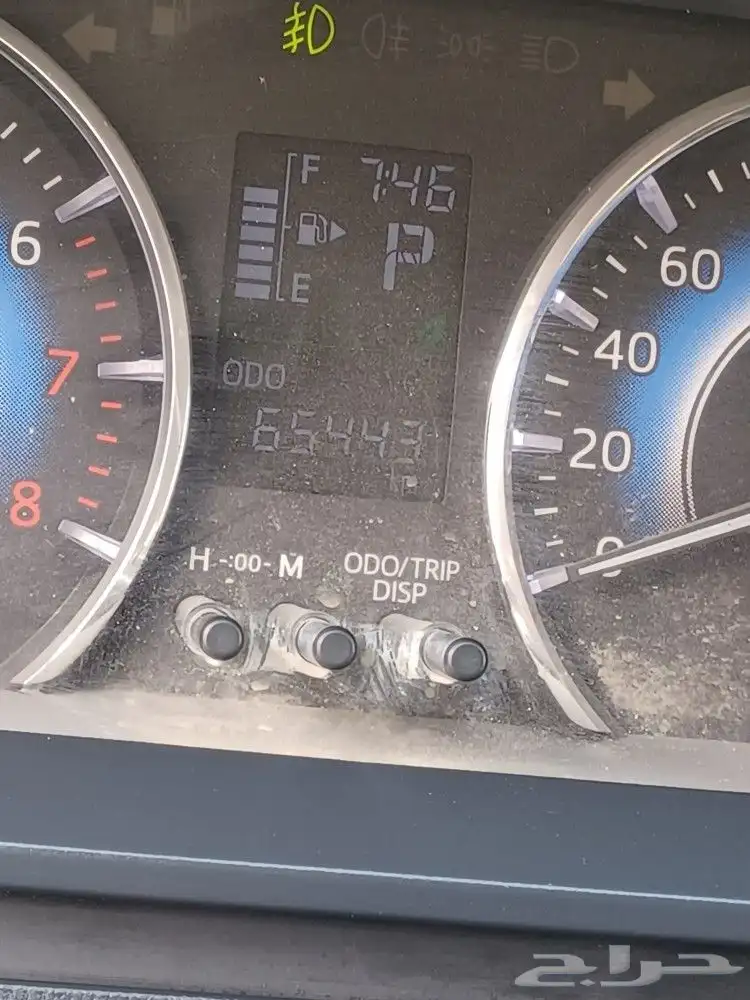 F 7:46
P
E
ODO
65443
6
7
8
60
40
20
0
H -:00- M
ODO/TRIP
DISP
حراج